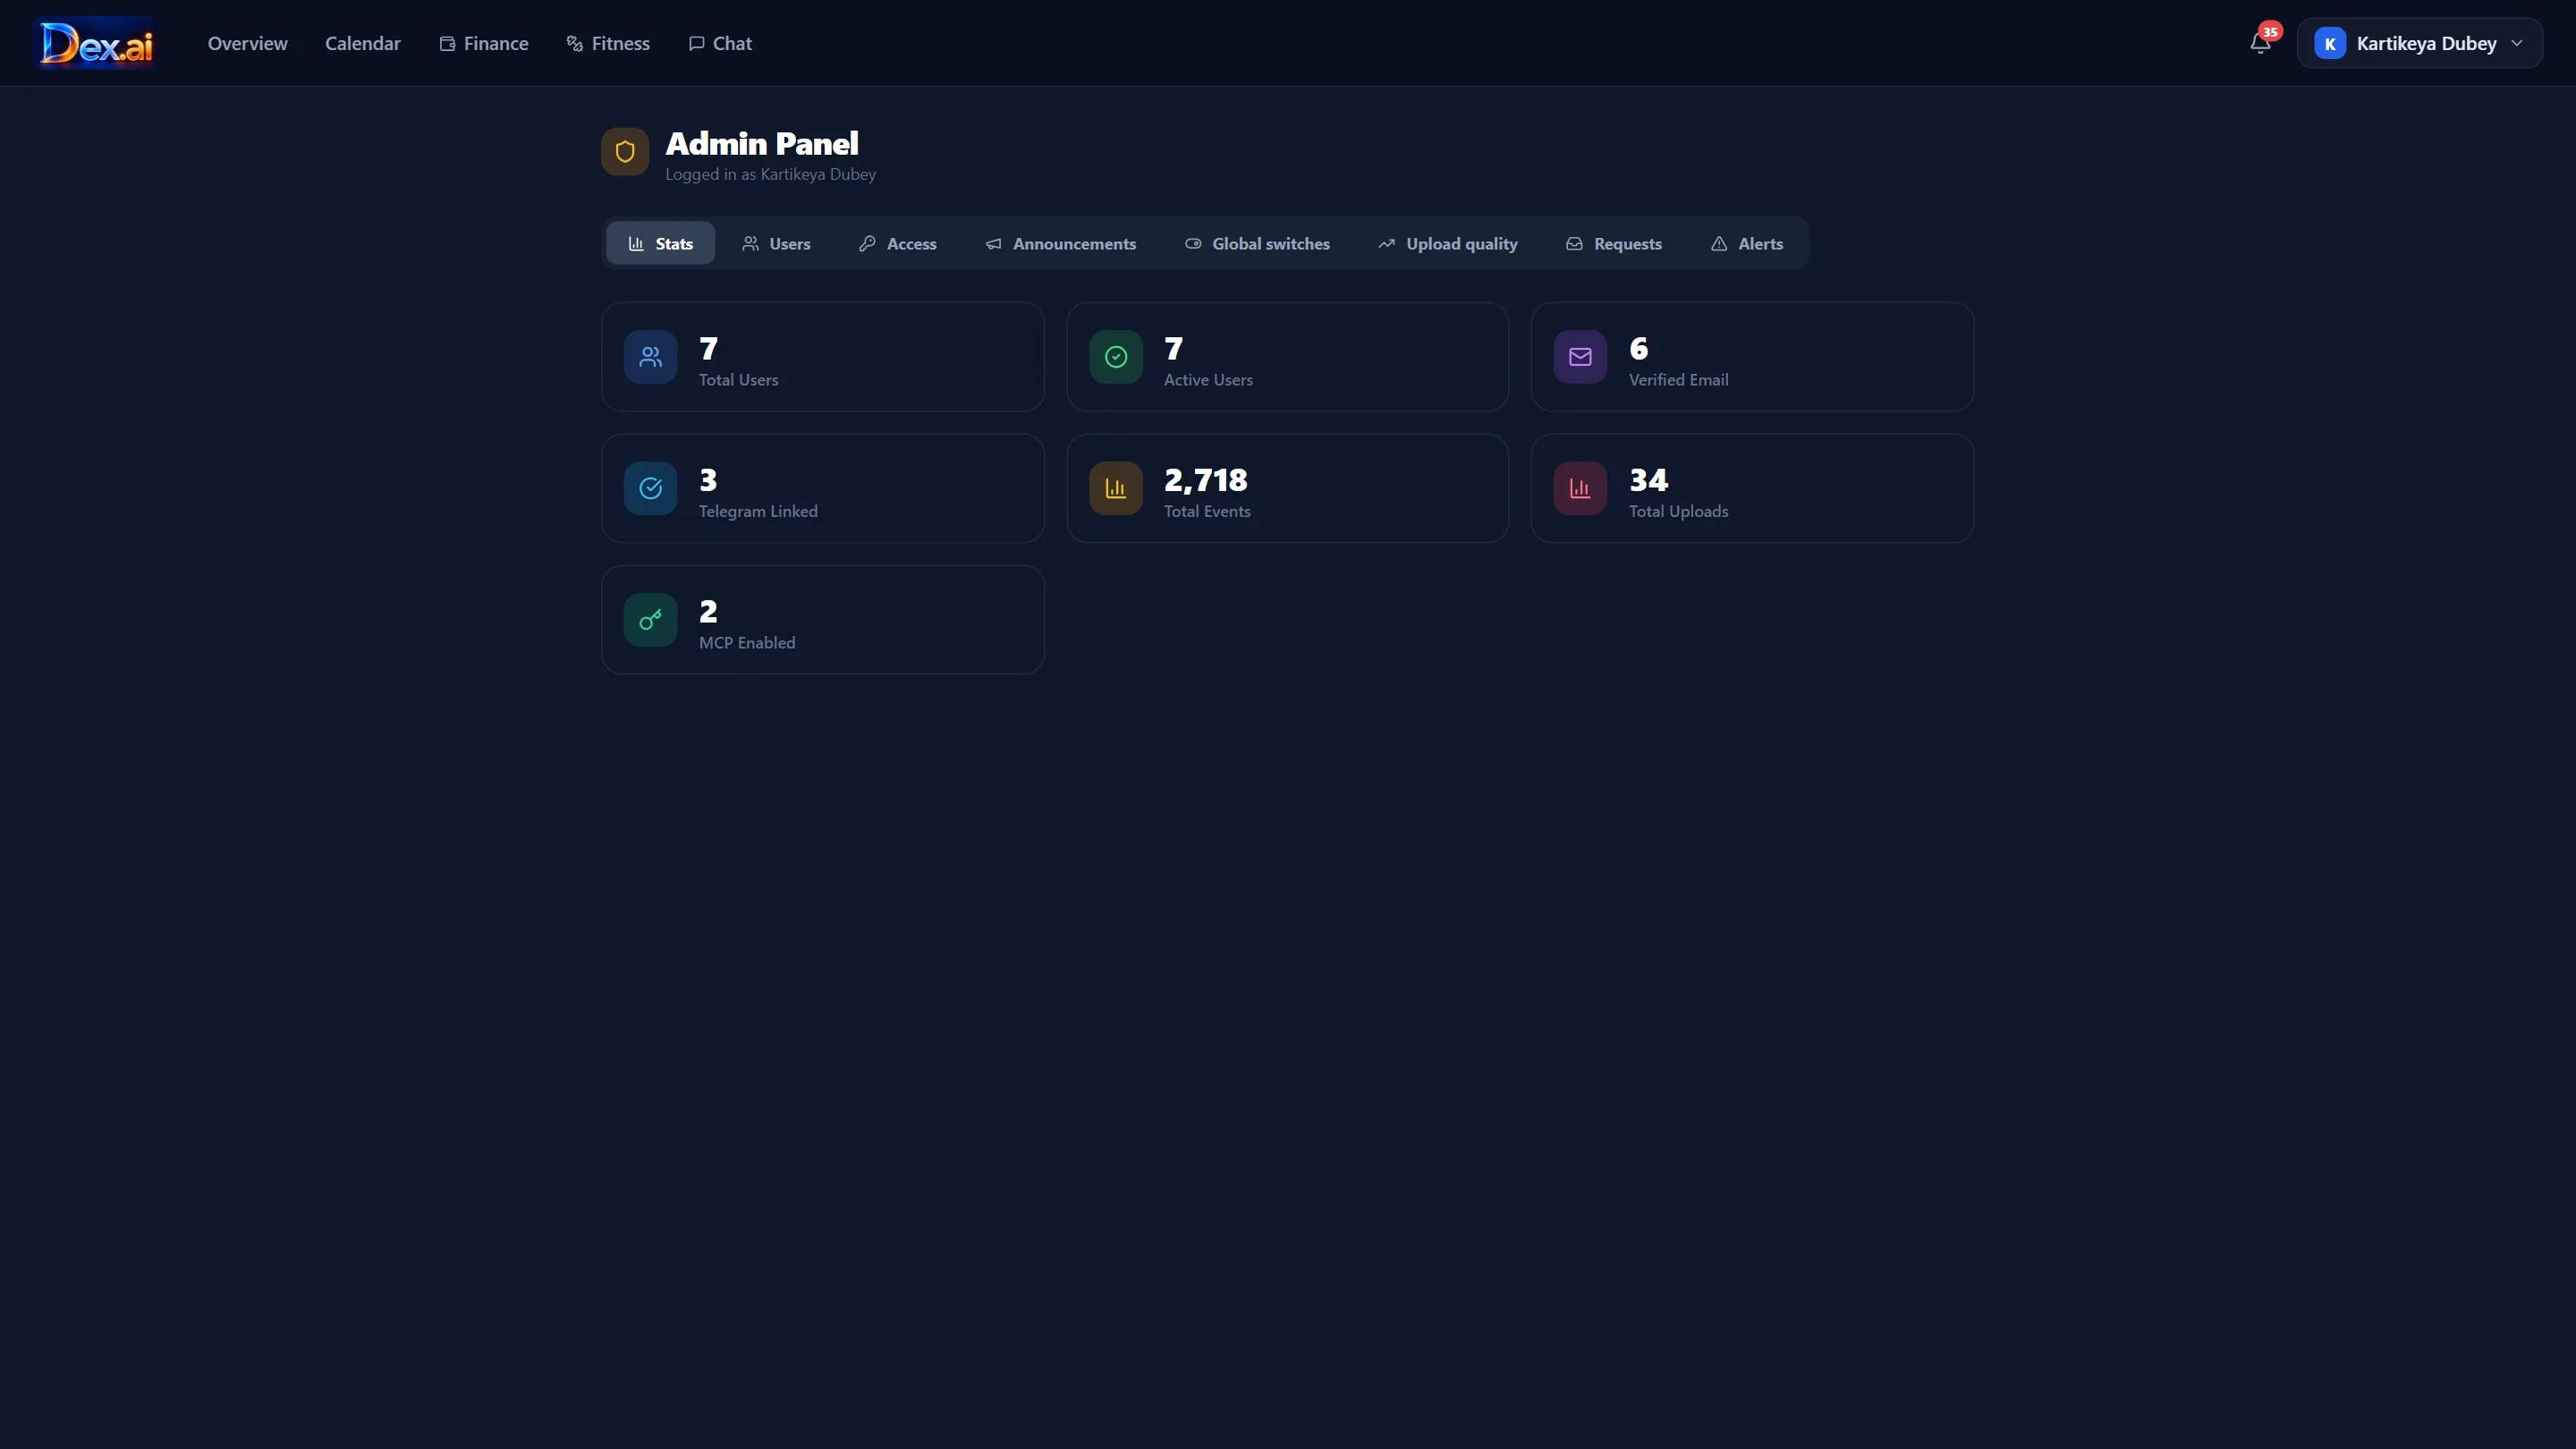 Dex.ai
Overview
Calendar
Finance
Fitness
Chat
35
K
Kartikeya Dubey
Admin Panel
Logged in as Kartikeya Dubey
Stats
Users
Access
Announcements
Global switches
Upload quality
Requests
Alerts
7
Total Users
7
Active Users
6
Verified Email
3
Telegram Linked
2,718
Total Events
34
Total Uploads
2
MCP Enabled